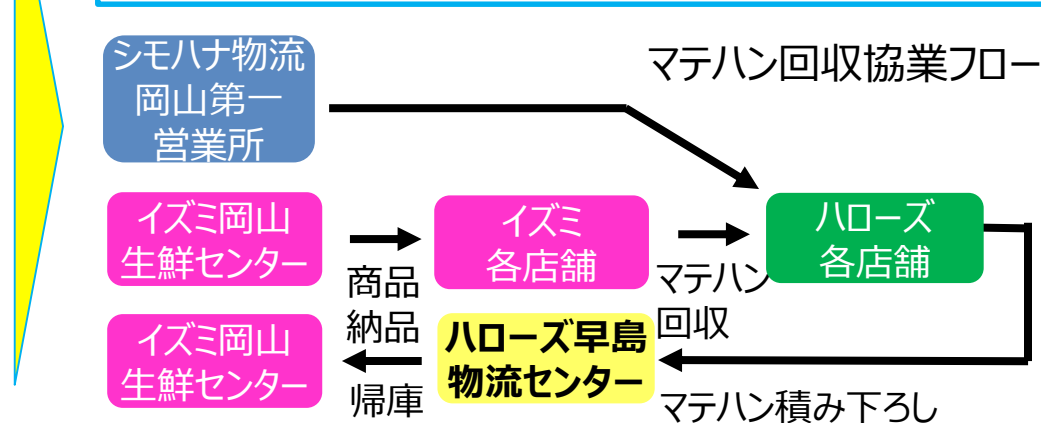 マテハン回収協業フロー
シモハナ物流
岡山第一
営業所
イズミ岡山
生鮮センター
商品
納品
イズミ
各店舗
マテハン
回収
ハローズ
各店舗
マテハン積み下ろし
ハローズ早島
物流センター
帰庫
イズミ岡山
生鮮センター